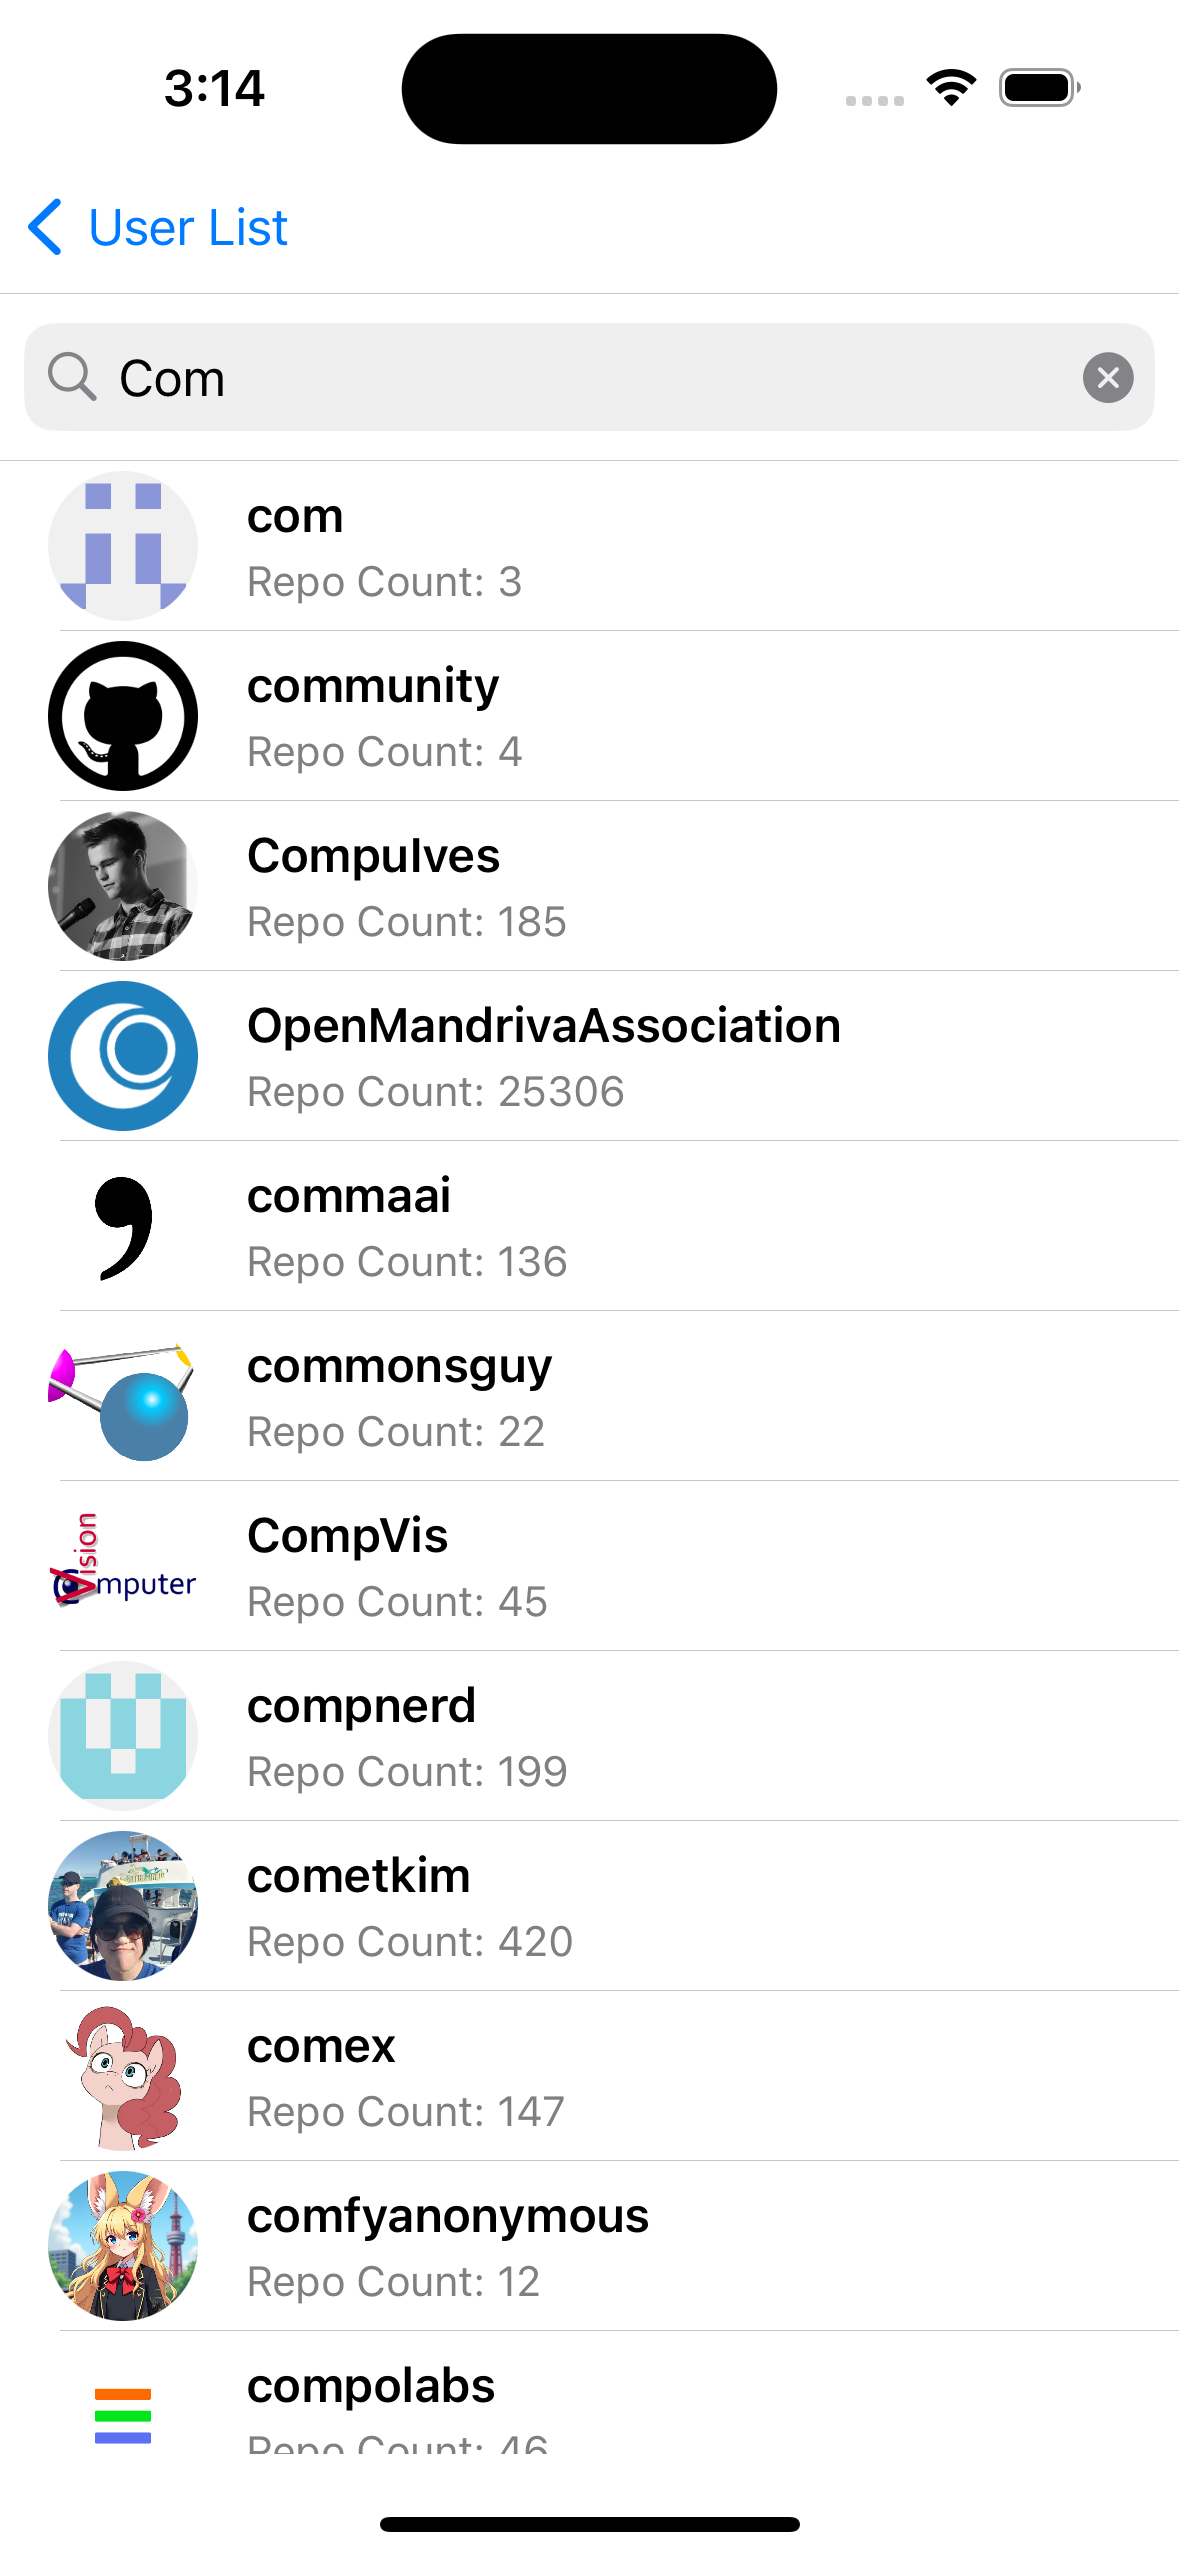 3:14
User List
Com
com
Repo Count: 3
community
Repo Count: 4
Compulves
Repo Count: 185
OpenMandrivaAssociation
Repo Count: 25306
commaai
Repo Count: 136
commonsguy
Repo Count: 22
Vision
Computer
CompVis
Repo Count: 45
compnerd
Repo Count: 199
cometkim
Repo Count: 420
comex
Repo Count: 147
comfyanonymous
Repo Count: 12
compolabs
Repo Count: 46